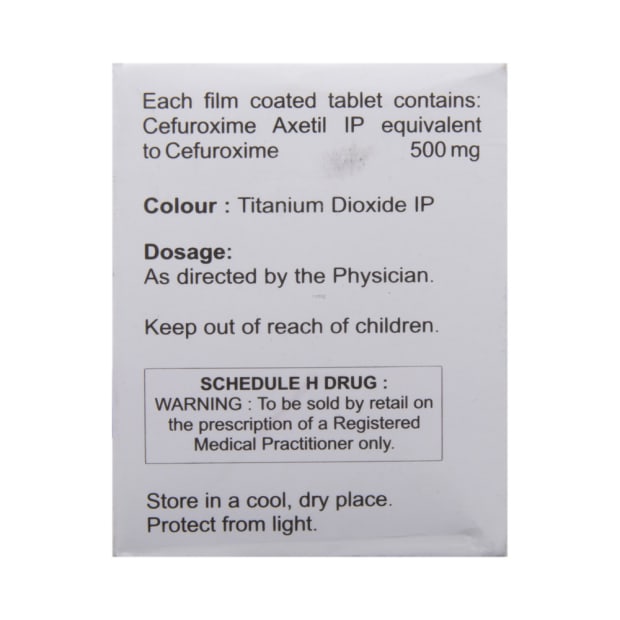 Each film coated tablet contains:
Cefuroxime Axetil IP equivalent
to Cefuroxime 500 mg
Colour : Titanium Dioxide IP
Dosage:
As directed by the Physician.
Keep out of reach of children.
SCHEDULE H DRUG :
WARNING : To be sold by retail on
the prescription of a Registered
Medical Practitioner only.
Store in a cool, dry place.
Protect from light.